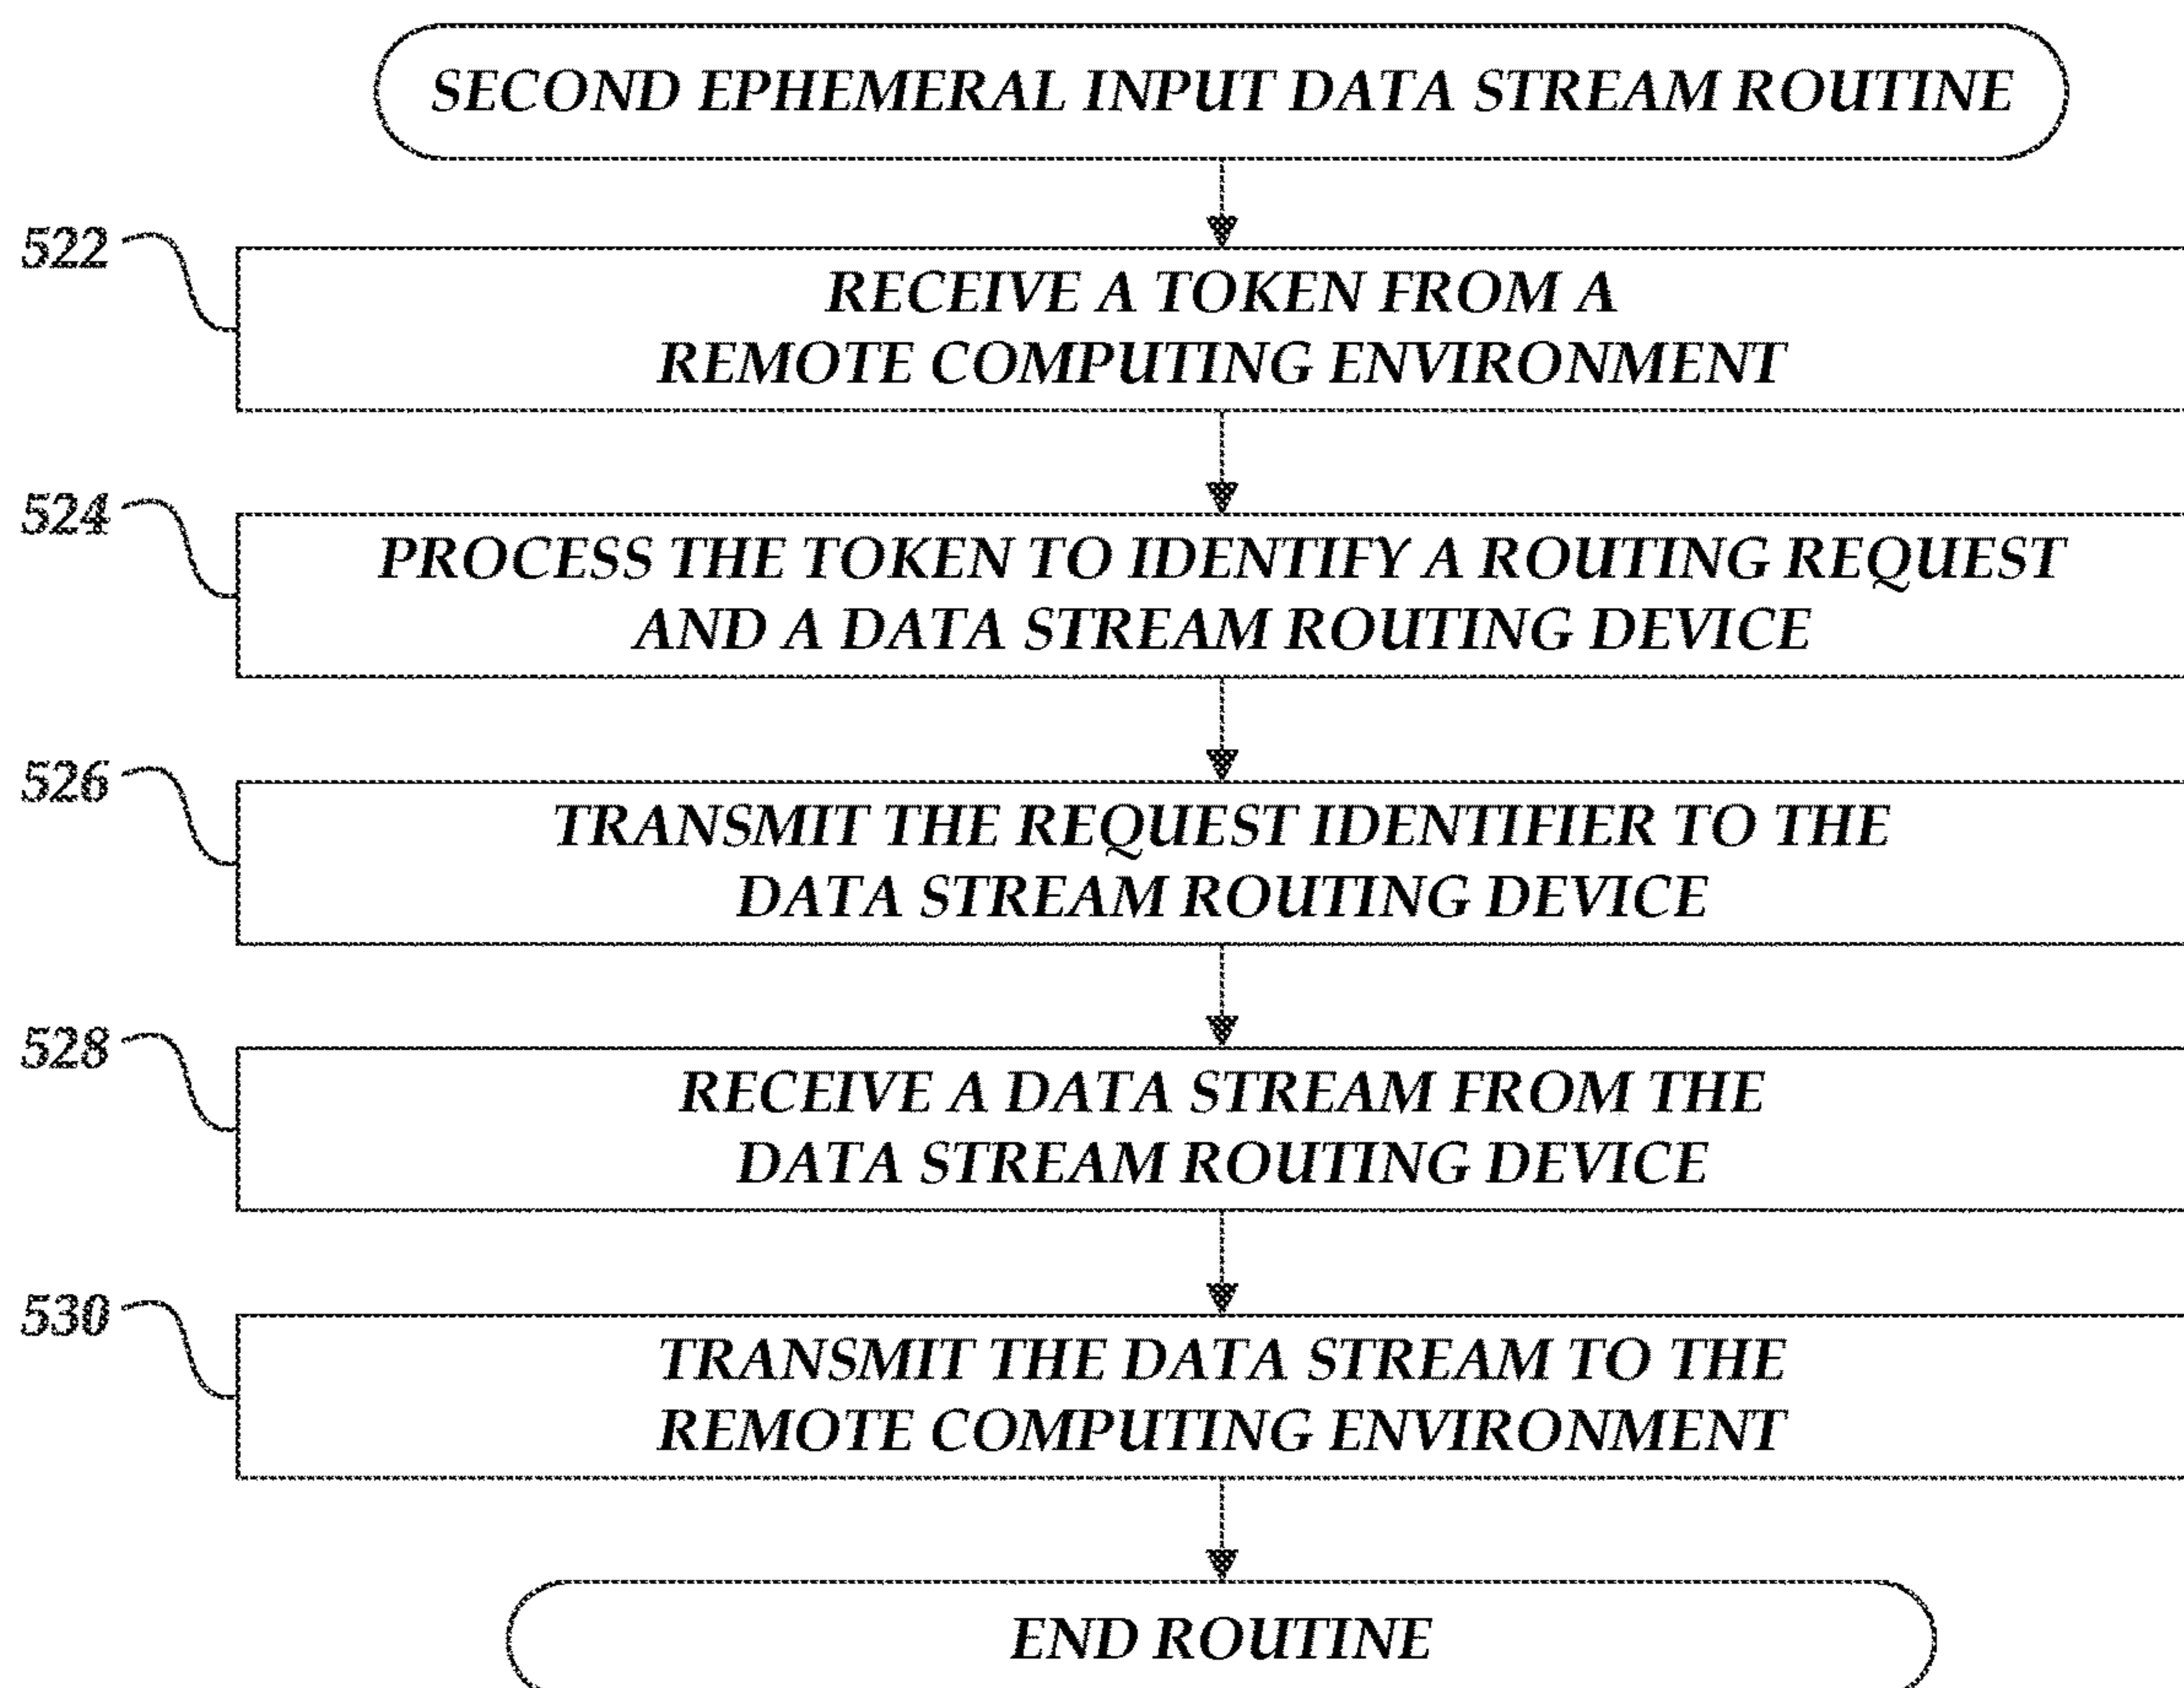 SECOND EPHEMERAL INPUT DATA STREAM ROUTINE
522
RECEIVE A TOKEN FROM A
REMOTE COMPUTING ENVIRONMENT
524
PROCESS THE TOKEN TO IDENTIFY A ROUTING REQUEST
AND A DATA STREAM ROUTING DEVICE
526
TRANSMIT THE REQUEST IDENTIFIER TO THE
DATA STREAM ROUTING DEVICE
528
RECEIVE A DATA STREAM FROM THE
DATA STREAM ROUTING DEVICE
530
TRANSMIT THE DATA STREAM TO THE
REMOTE COMPUTING ENVIRONMENT
END ROUTINE